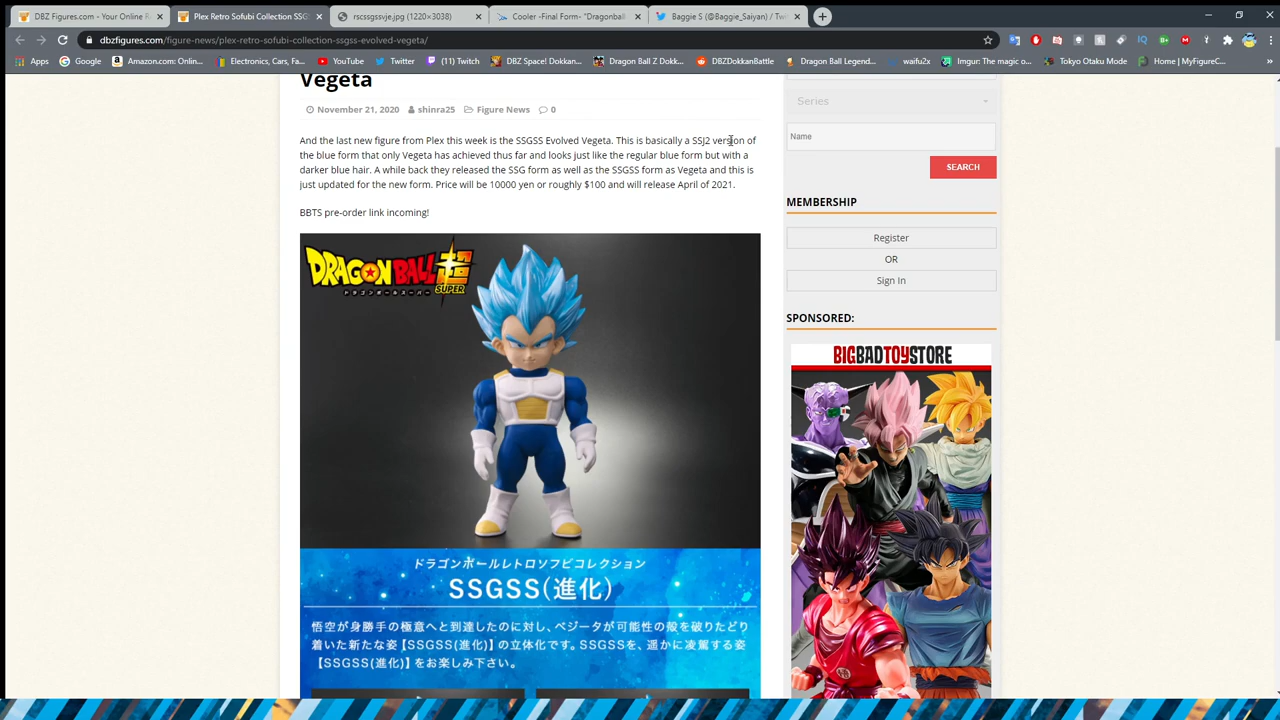 DBZ Figures.com - Your Online R
Plex Retro Sofubi Collection SSG
rscssgssvje.jpg (1220×3038)
Cooler -Final Form- "Dragonball
Baggie S (@Baggie_Saiyan) / Tw
dbzfigures.com/figure-news/plex-retro-sofubi-collection-ssgss-evolved-vegeta/
Apps
Google
Amazon.com: Onlin...
Electronics, Cars, Fa...
YouTube
Twitter
(11) Twitch
DBZ Space! Dokkan...
Dragon Ball Z Dokk...
DBZDokkanBattle
Dragon Ball Legend...
waifu2x
Imgur: The magic o...
Tokyo Otaku Mode
Home | MyFigureC...
Vegeta
November 21, 2020
shinra25
Figure News
0
And the last new figure from Plex this week is the SSGSS Evolved Vegeta. This is basically a SSJ2 version of
the blue form that only Vegeta has achieved thus far and looks just like the regular blue form but with a
darker blue hair. A while back they released the SSG form as well as the SSGSS form as Vegeta and this is
just updated for the new form. Price will be 10000 yen or roughly $100 and will release April of 2021.
BBTS pre-order link incoming!
DRAGON BALL 超
SUPER
ドラゴンボールスーパー
ドラゴンボールレトロソフビコレクション
SSGSS(進化)
悟空が身勝手の極意へと到達したのに対し、ベジータが可能性の殻を破りたどり
着いた新たな姿【SSGSS(進化)】の立体化です。SSGSSを、遥かに凌駕する姿
【SSGSS(進化)】をお楽しみ下さい。
Series
Name
SEARCH
MEMBERSHIP
Register
OR
Sign In
SPONSORED:
BIGBADTOYSTORE